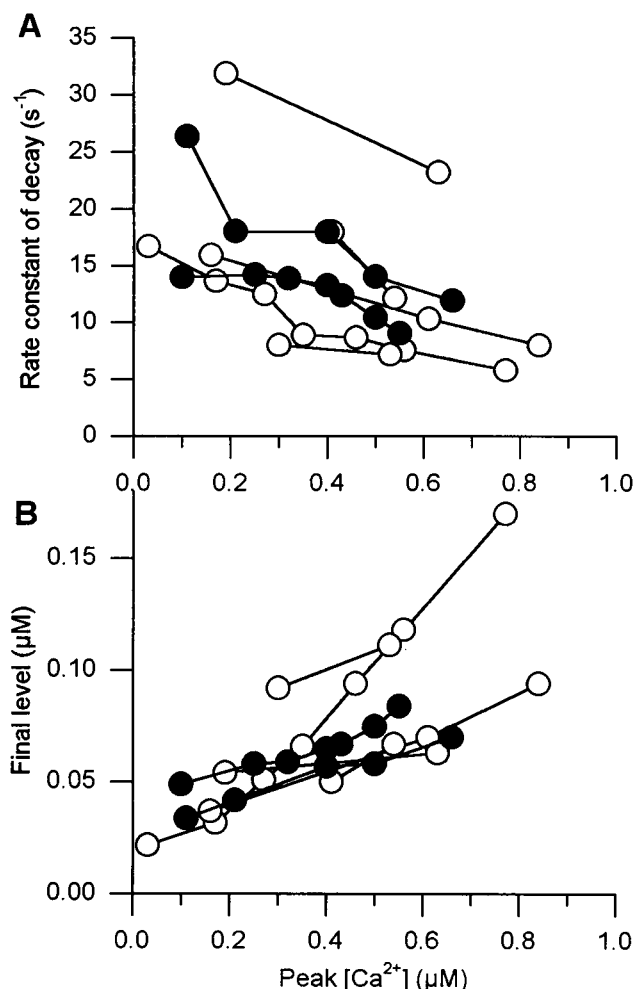 A
35
30
25
20
15
10
5
0
Rate constant of decay (s⁻¹)
0.0 0.2 0.4 0.6 0.8 1.0
B
0.15
0.10
0.05
0.00
Final level (µM)
0.0 0.2 0.4 0.6 0.8 1.0
Peak [Ca²⁺] (µM)